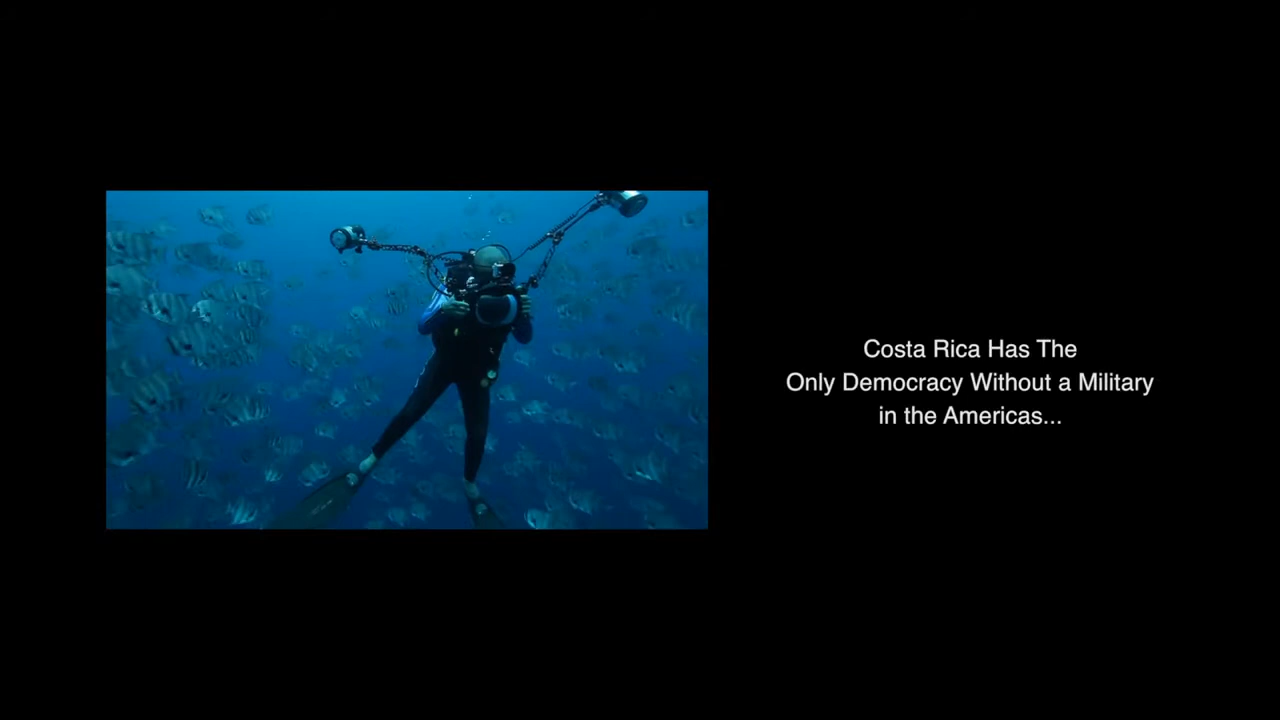 Costa Rica Has The
Only Democracy Without a Military
in the Americas...